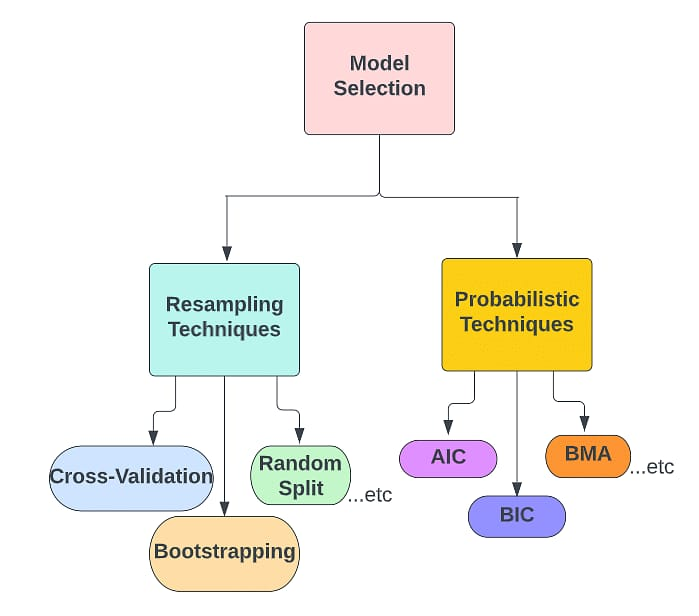 Model
Selection
Resampling
Techniques
Probabilistic
Techniques
Cross-Validation
Random
Split
...etc
Bootstrapping
AIC
BMA
...etc
BIC